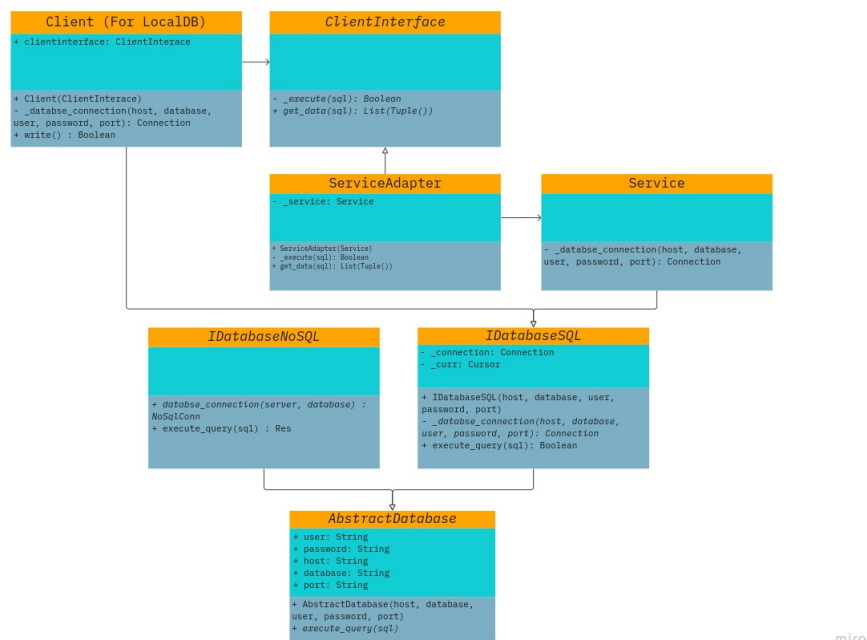 Client (For LocalDB)
+ clientinterface: ClientInterace
+ Client(ClientInterace)
- _databse_connection(host, database,
user, password, port): Connection
+ write() : Boolean
ClientInterface
- _execute(sql): Boolean
+ get_data(sql): List(Tuple())
ServiceAdapter
- _service: Service
+ ServiceAdapter(Service)
- _execute(sql): Boolean
+ get_data(sql): List(Tuple())
Service
- _databse_connection(host, database,
user, password, port): Connection
IDatabaseNoSQL
+ databse_connection(server, database) :
NoSqlConn
+ execute_query(sql) : Res
IDatabaseSQL
- _connection: Connection
- _curr: Cursor
+ IDatabaseSQL(host, database, user,
password, port)
- _databse_connection(host, database,
user, password, port): Connection
+ execute_query(sql): Boolean
AbstractDatabase
+ user: String
+ password: String
+ host: String
+ database: String
+ port: String
+ AbstractDatabase(host, database,
user, password, port)
+ execute_query(sql)
miro